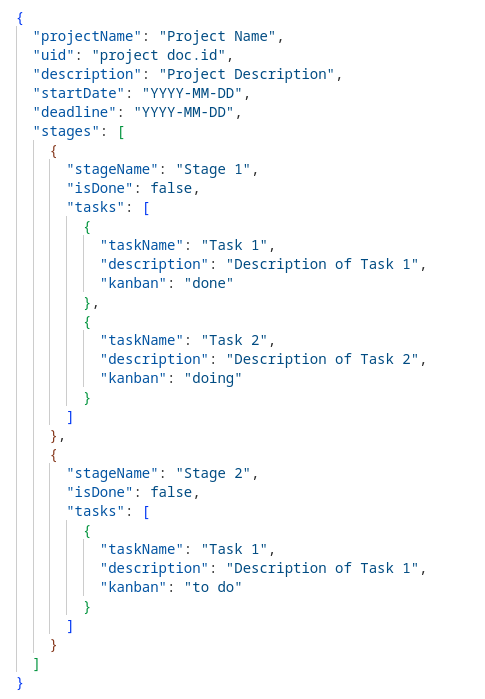 {
  "projectName": "Project Name",
  "uid": "project doc.id",
  "description": "Project Description",
  "startDate": "YYYY-MM-DD",
  "deadline": "YYYY-MM-DD",
  "stages": [
    {
      "stageName": "Stage 1",
      "isDone": false,
      "tasks": [
        {
          "taskName": "Task 1",
          "description": "Description of Task 1",
          "kanban": "done"
        },
        {
          "taskName": "Task 2",
          "description": "Description of Task 2",
          "kanban": "doing"
        }
      ]
    },
    {
      "stageName": "Stage 2",
      "isDone": false,
      "tasks": [
        {
          "taskName": "Task 1",
          "description": "Description of Task 1",
          "kanban": "to do"
        }
      ]
    }
  ]
}